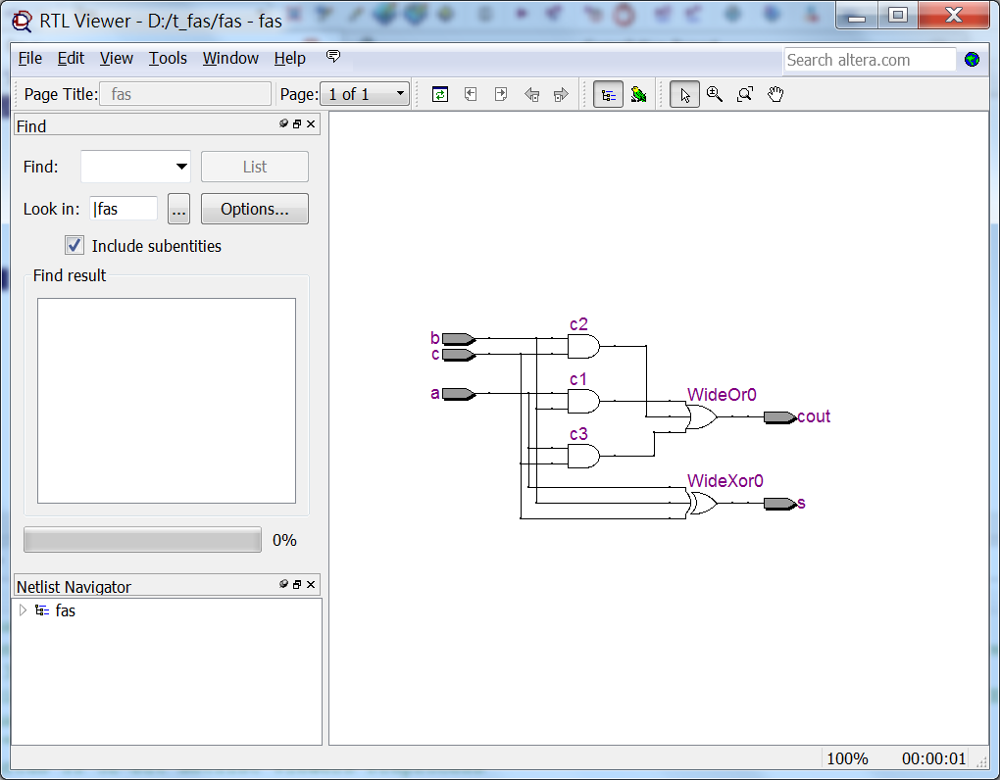 RTL Viewer - D:/t_fas/fas - fas
File Edit View Tools Window Help
Search altera.com
Page Title: fas Page: 1 of 1
Find
Find: List
Look in: |fas ... Options...
Include subentities
Find result
0%
Netlist Navigator
fas
c2
b
c
c1
a
WideOr0
cout
c3
WideXor0
s
100% 00:00:01